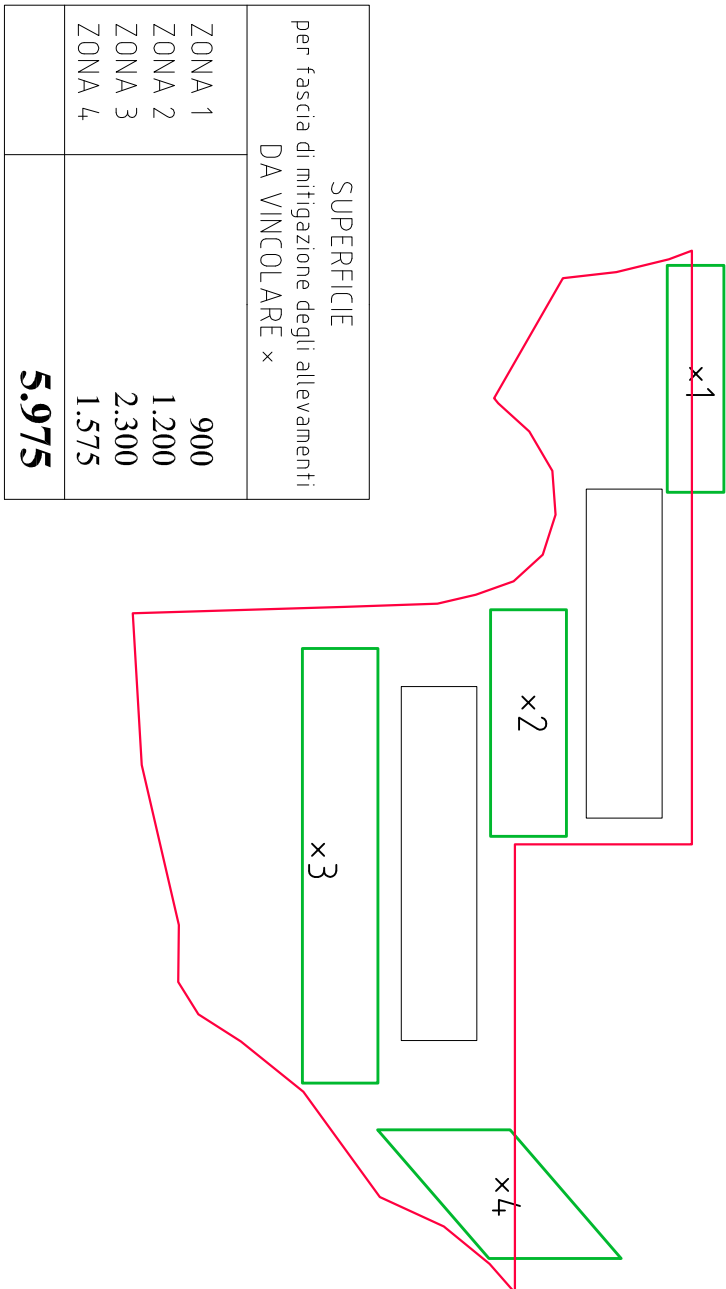 SUPERFICIE
per fascia di mitigazione degli allevamenti
DA VINCOLARE ×
ZONA 1 900
ZONA 2 1.200
ZONA 3 2.300
ZONA 4 1.575
5.975
×1
×2
×3
×4